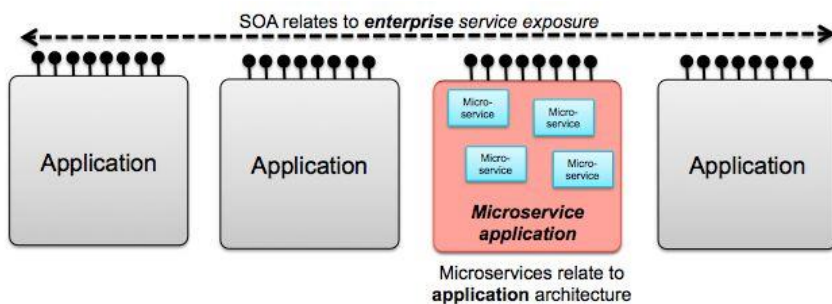 SOA relates to enterprise service exposure
Application
Application
Micro-
service
Micro-
service
Micro-
service
Micro-
service
Microservice
application
Application
Microservices relate to
application architecture